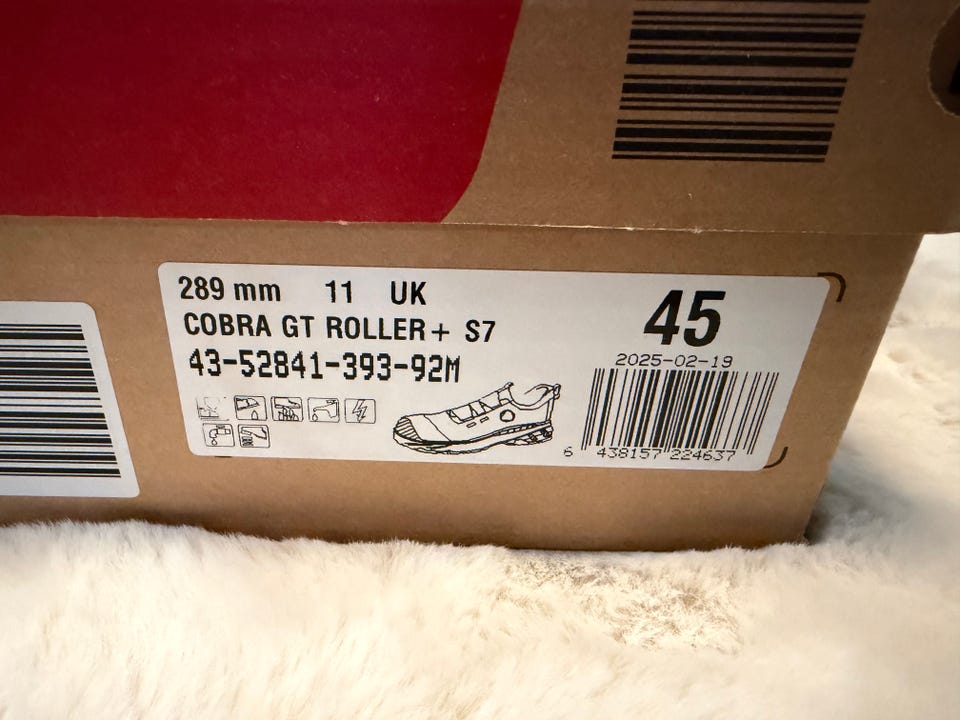 289 mm 11 UK
COBRA GT ROLLER+ S7
43-52841-393-92M
45
2025-02-19
6 438157 224637